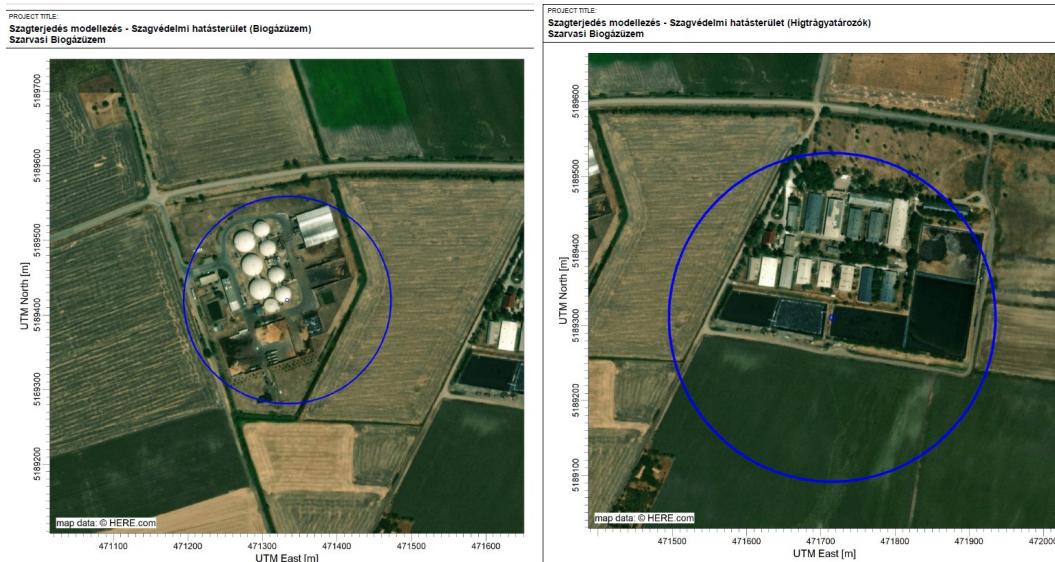 PROJECT TITLE:
Szagterjedés modellezés - Szagvédelmi hatásterület (Biogázüzem)
Szarvasi Biogázüzem
UTM North [m]
5189700
5189600
5189500
5189400
5189300
5189200
map data: © HERE.com
471100
471200
471300
471400
471500
471600
UTM East [m]
PROJECT TITLE:
Szagterjedés modellezés - Szagvédelmi hatásterület (Hígtrágyatározók)
Szarvasi Biogázüzem
UTM North [m]
5189600
5189500
5189400
5189300
5189200
5189100
map data: © HERE.com
471500
471600
471700
471800
471900
472000
UTM East [m]